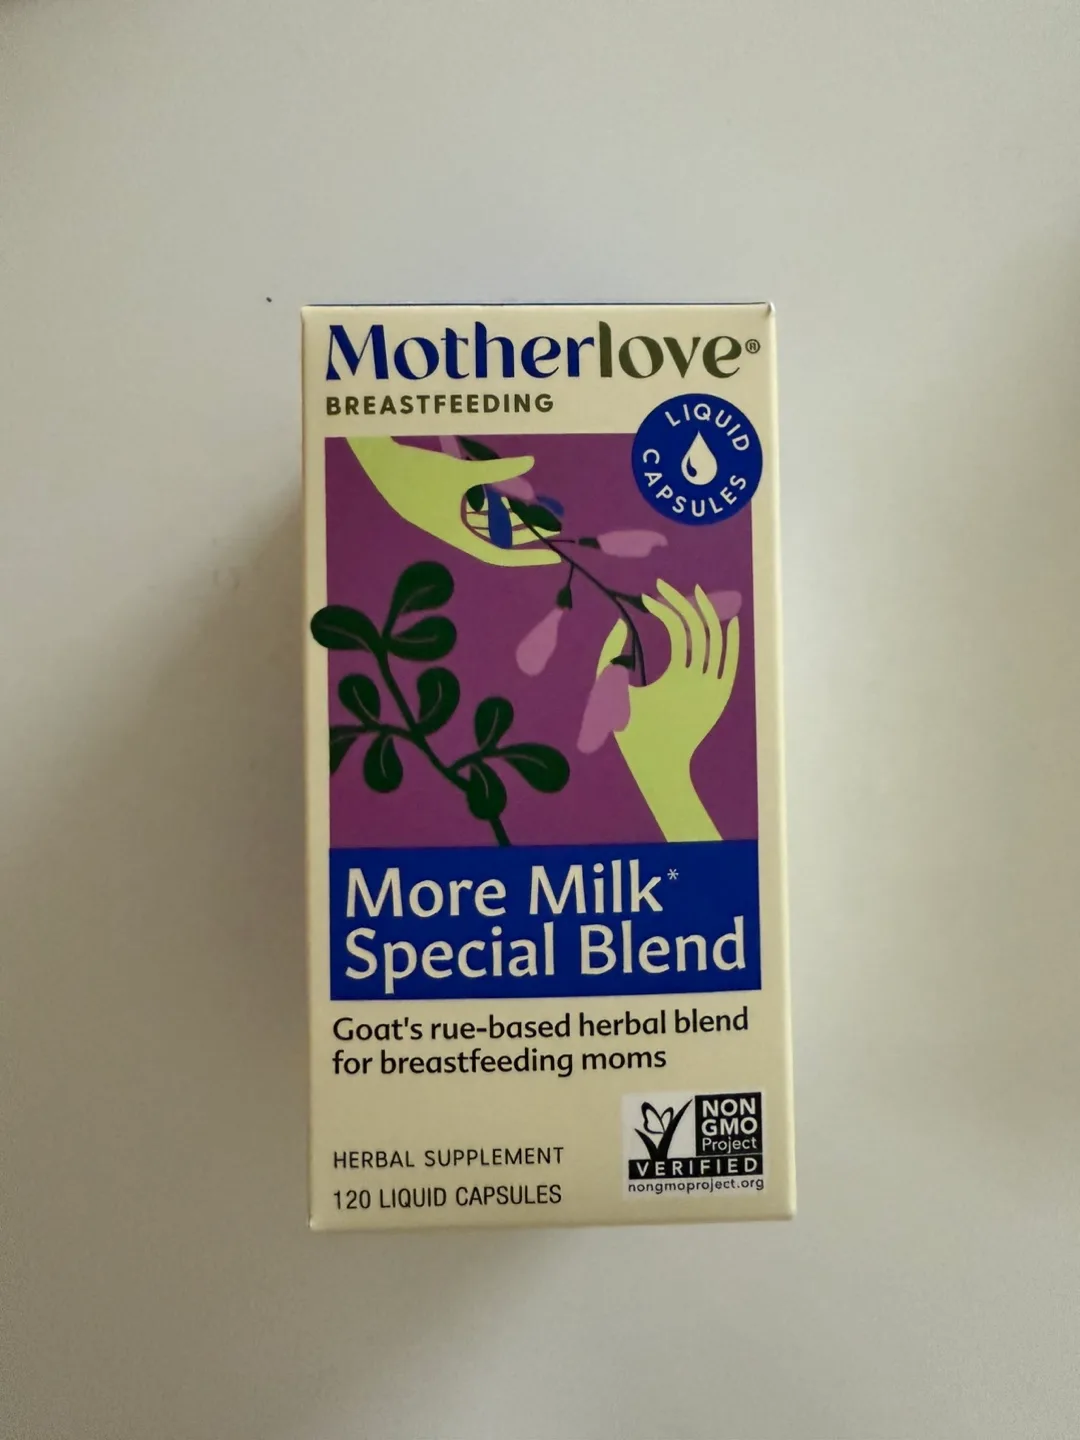 Motherlove®
BREASTFEEDING
LIQUID
CAPSULES
More Milk*
Special Blend
Goat's rue-based herbal blend
for breastfeeding moms
HERBAL SUPPLEMENT
120 LIQUID CAPSULES
NON
GMO
Project
VERIFIED
nongmoproject.org